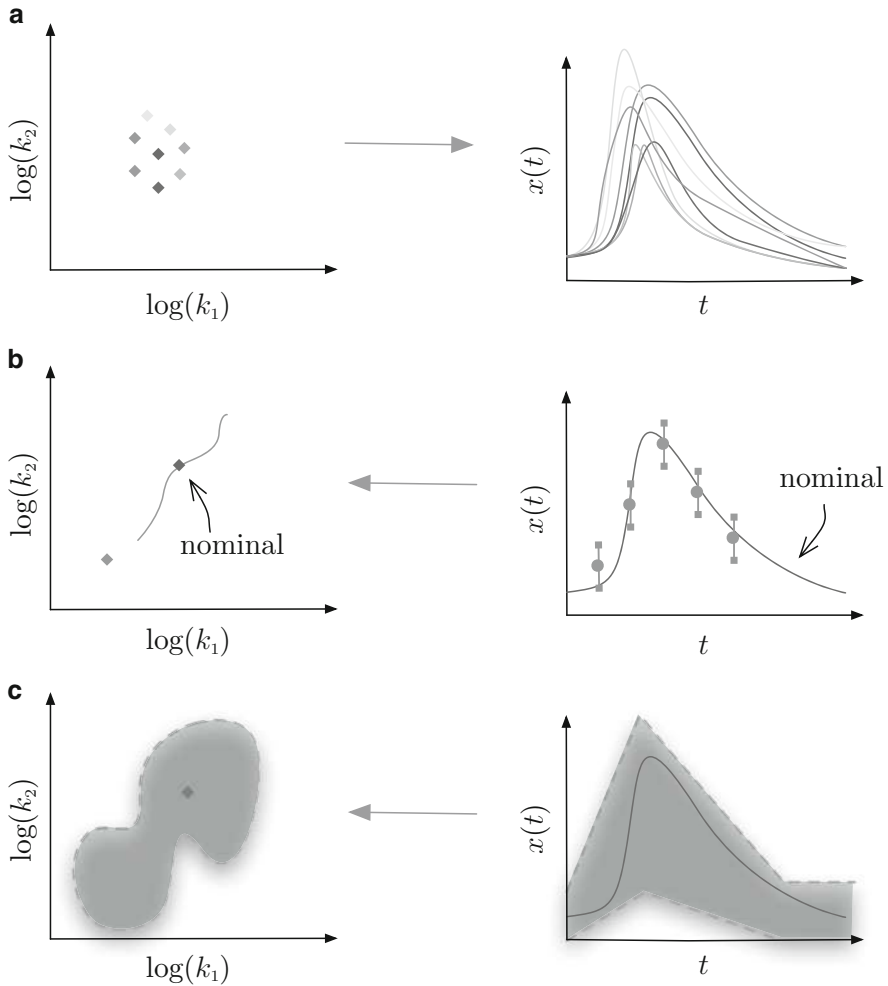 a
log(k₂)
log(k₁)
x(t)
t
b
log(k₂)
nominal
log(k₁)
x(t)
nominal
t
c
log(k₂)
log(k₁)
x(t)
t